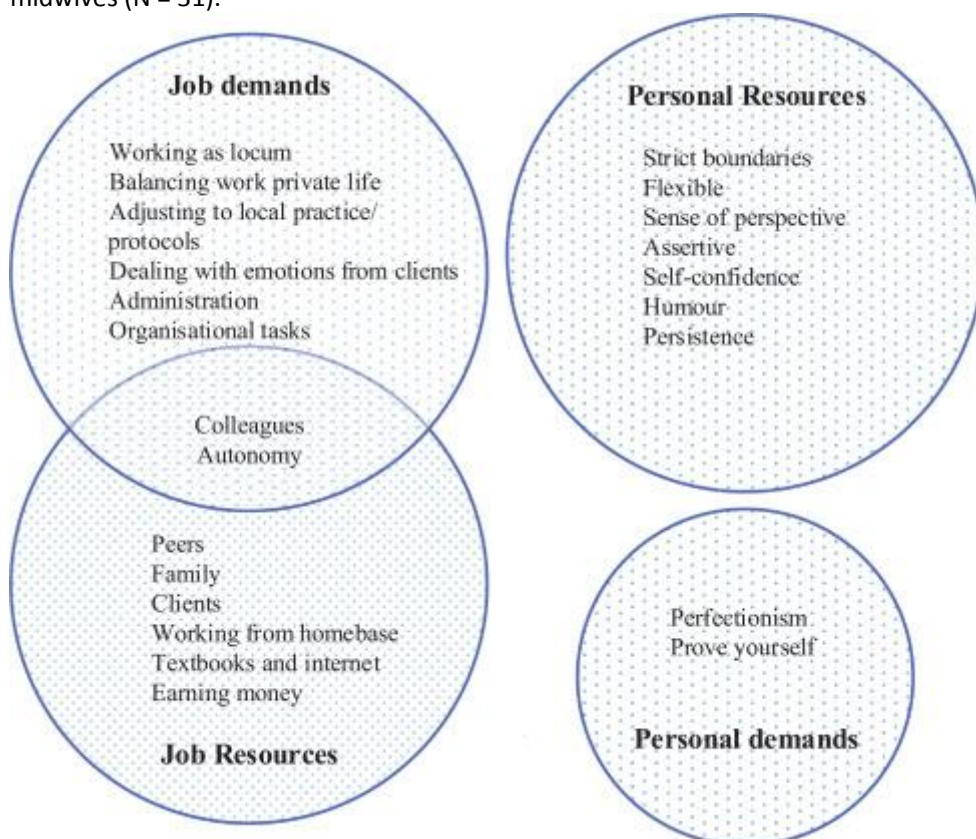 midwives (N = 31).
Job demands
Working as locum
Balancing work private life
Adjusting to local practice/
protocols
Dealing with emotions from clients
Administration
Organisational tasks
Colleagues
Autonomy
Peers
Family
Clients
Working from homebase
Textbooks and internet
Earning money
Job Resources
Personal Resources
Strict boundaries
Flexible
Sense of perspective
Assertive
Self-confidence
Humour
Persistence
Perfectionism
Prove yourself
Personal demands